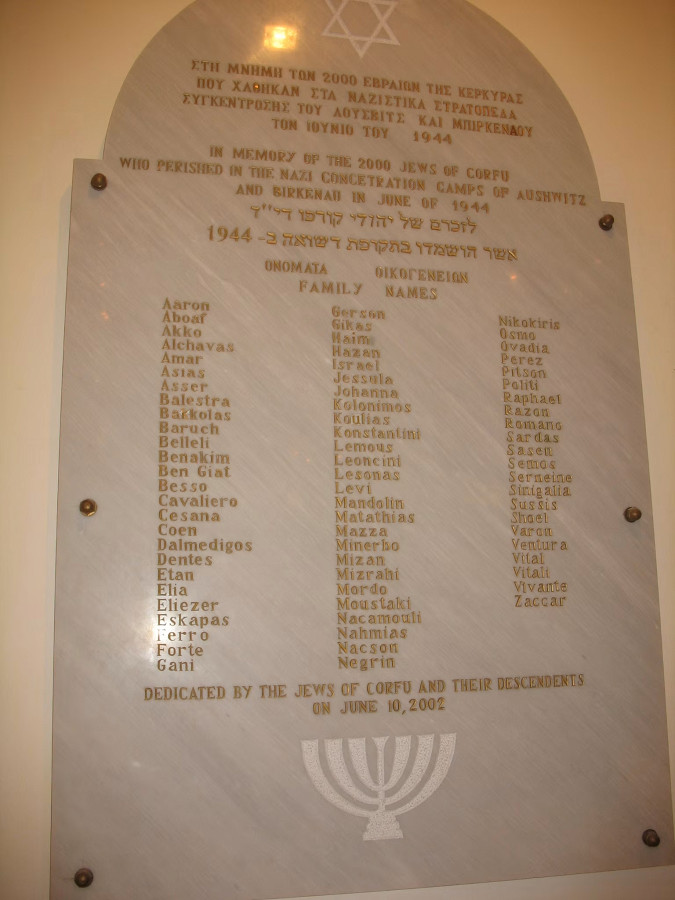 ΣΤΗ ΜΝΗΜΗ ΤΩΝ 2000 ΕΒΡΑΙΩΝ ΤΗΣ ΚΕΡΚΥΡΑΣ
ΠΟΥ ΧΑΘΗΚΑΝ ΣΤΑ ΝΑΖΙΣΤΙΚΑ ΣΤΡΑΤΟΠΕΔΑ
ΣΥΓΚΕΝΤΡΩΣΗΣ ΤΟΥ ΑΟΥΣΒΙΤΣ ΚΑΙ ΜΠΙΡΚΕΝΑΟΥ
ΤΟΝ ΙΟΥΝΙΟ ΤΟΥ 1944
IN MEMORY OF THE 2000 JEWS OF CORFU
WHO PERISHED IN THE NAZI CONCETRATION CAMPS OF AUSHWITZ
AND BIRKENAU IN JUNE OF 1944
לזכרם של יהודי קורפו די"ד
אשר הושמדו בתקופת דשואה ב- 1944
ΟΝΟΜΑΤΑ ΟΙΚΟΓΕΝΕΙΩΝ
FAMILY NAMES
Aaron
Aboaf
Akko
Alchavas
Amar
Asias
Asser
Balestra
Bakkolas
Baruch
Belleli
Benakim
Ben Giat
Besso
Cavaliero
Cesana
Coen
Dalmedigos
Dentes
Etan
Elia
Eliezer
Eskapas
Ferro
Forte
Gani
Gerson
Gikas
Haim
Hazan
Israel
Jessula
Johanna
Kolonimos
Koulias
Konstantini
Lemous
Leoncini
Lesonas
Levi
Mandolin
Matathias
Mazza
Minerbo
Mizan
Mizrahi
Mordo
Moustaki
Nacamouli
Nahmias
Nacson
Negrin
Nikokiris
Osmo
Ovadia
Perez
Pitson
Politi
Raphael
Razon
Romano
Sardas
Sasen
Semos
Serneine
Sinigalia
Sussis
Shoel
Varon
Ventura
Vital
Vitali
Vivante
Zaccar
DEDICATED BY THE JEWS OF CORFU AND THEIR DESCENDENTS
ON JUNE 10,2002